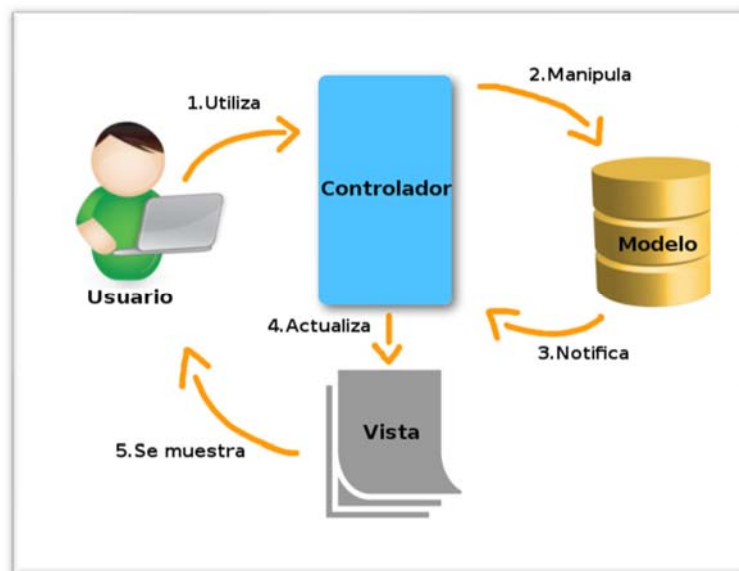 1.Utiliza
2.Manipula
Controlador
Modelo
Usuario
4.Actualiza
3.Notifica
Vista
5.Se muestra